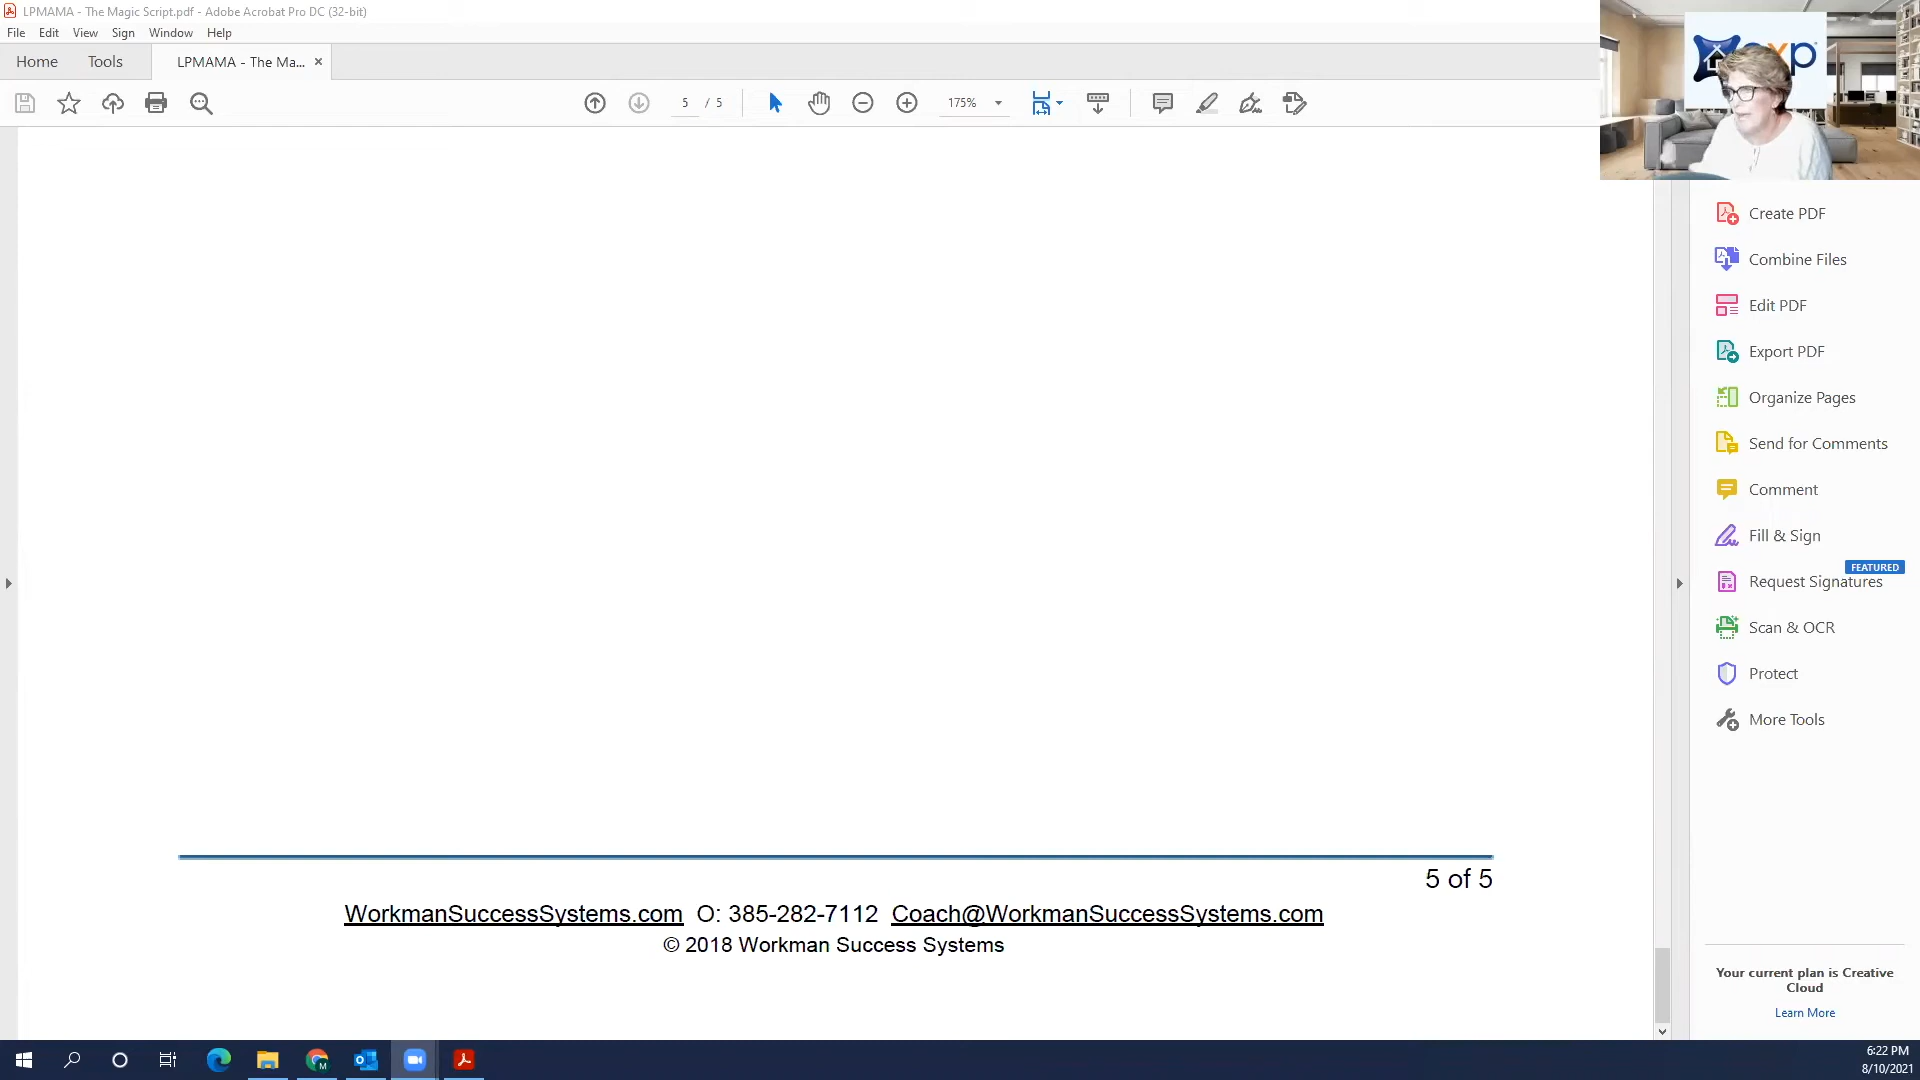 LPMAMA - The Magic Script.pdf - Adobe Acrobat Pro DC (32-bit)
File Edit View Sign Window Help
Home Tools LPMAMA - The Ma... ×
5 / 5 175%
exp
Create PDF
Combine Files
Edit PDF
Export PDF
Organize Pages
Send for Comments
Comment
Fill & Sign
FEATURED
Request Signatures
Scan & OCR
Protect
More Tools
5 of 5
WorkmanSuccessSystems.com O: 385-282-7112 Coach@WorkmanSuccessSystems.com
© 2018 Workman Success Systems
Your current plan is Creative
Cloud
Learn More
6:22 PM
8/10/2021